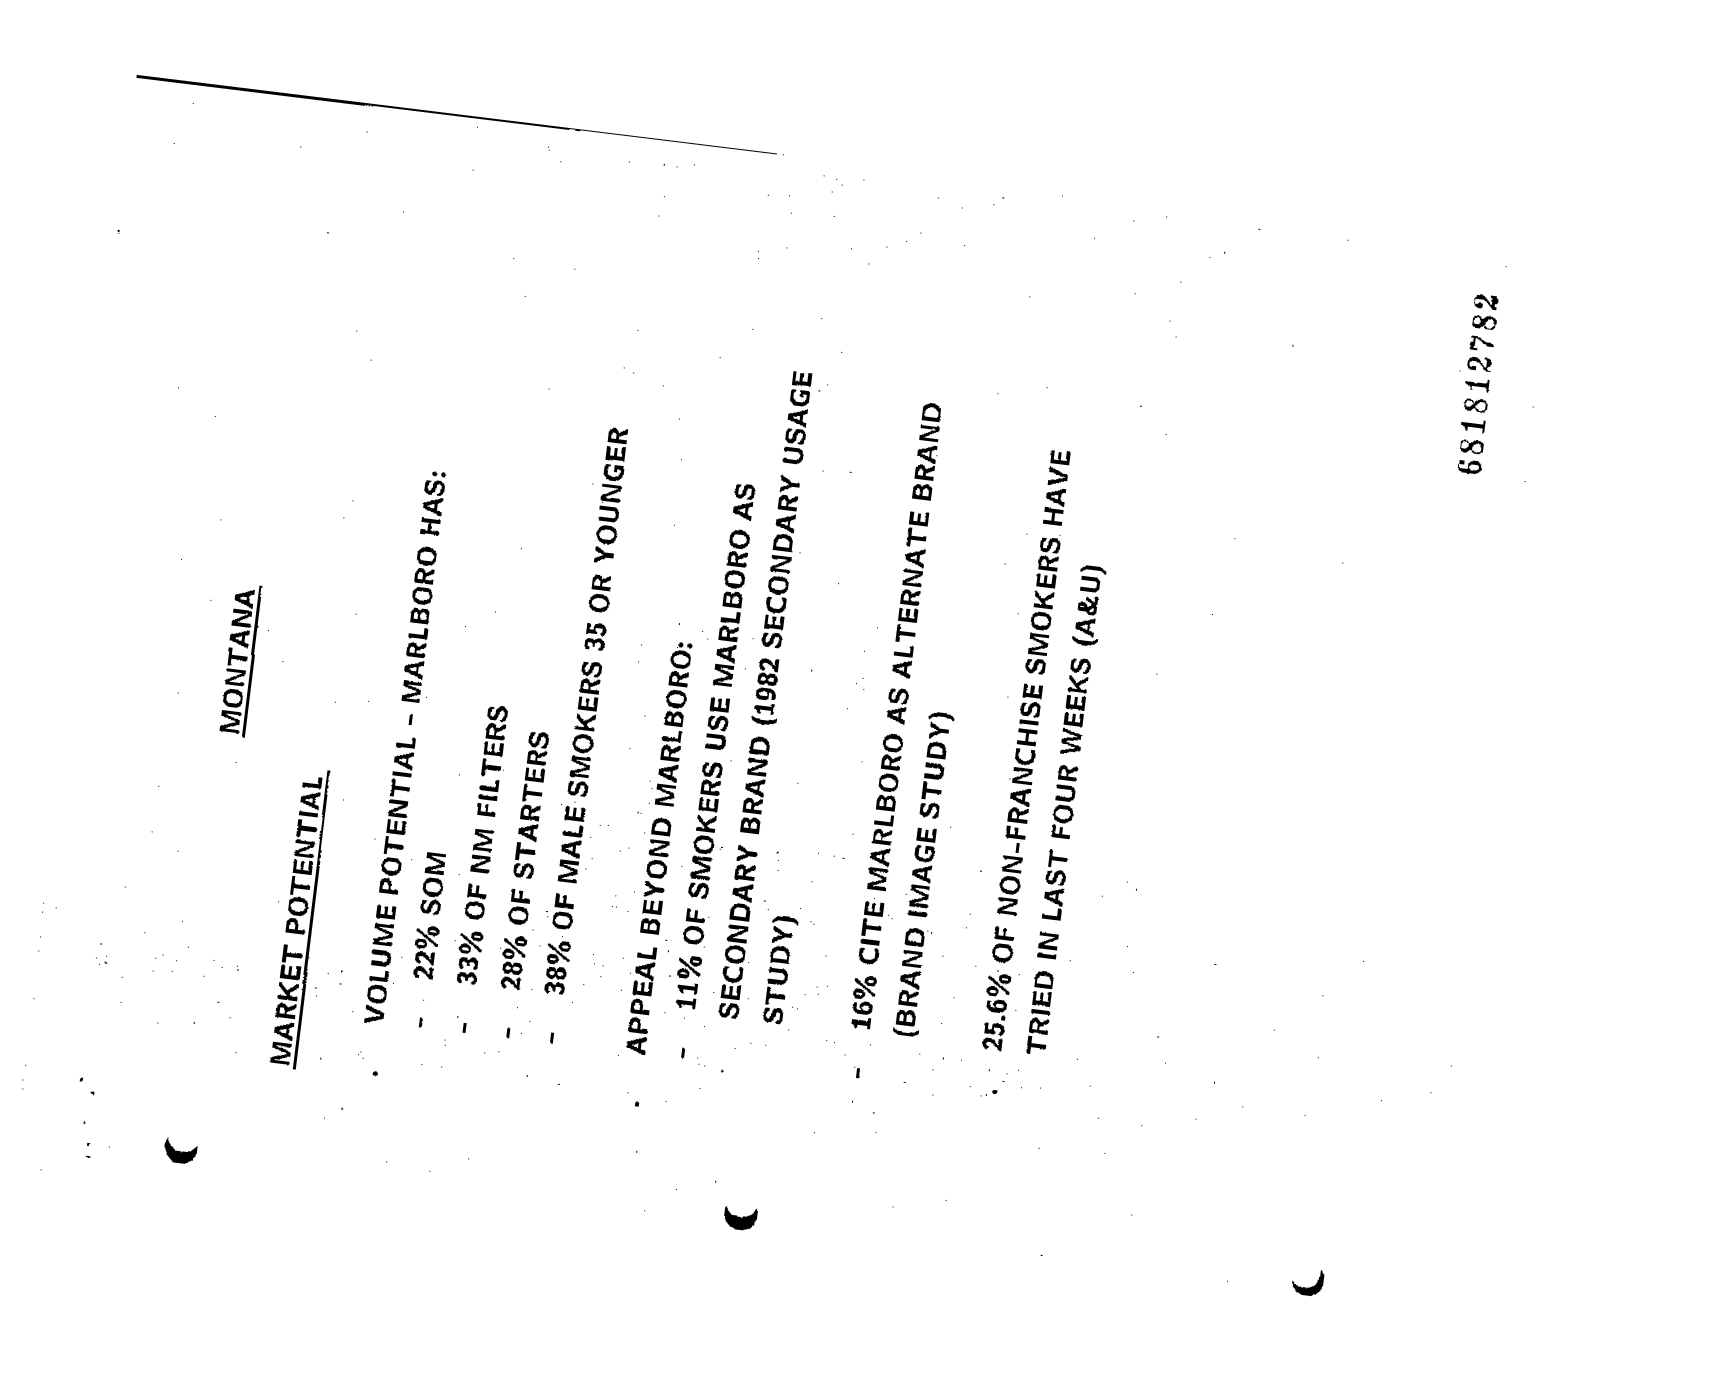 MONTANA
MARKET POTENTIAL
• VOLUME POTENTIAL - MARLBORO HAS:
- 22% SOM
- 33% OF NM FILTERS
- 28% OF STARTERS
- 38% OF MALE SMOKERS 35 OR YOUNGER
• APPEAL BEYOND MARLBORO:
- 11% OF SMOKERS USE MARLBORO AS
SECONDARY BRAND (1982 SECONDARY USAGE
STUDY)
- 16% CITE MARLBORO AS ALTERNATE BRAND
(BRAND IMAGE STUDY)
• 25.6% OF NON-FRANCHISE SMOKERS HAVE
TRIED IN LAST FOUR WEEKS (A&U)
681812782